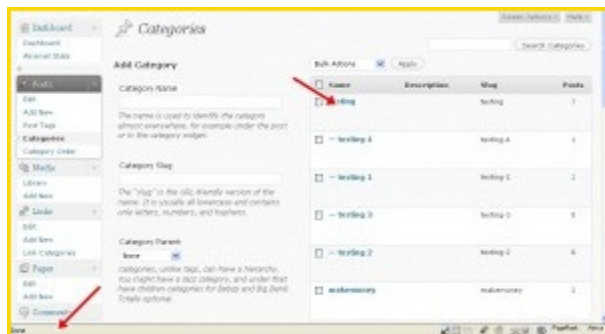 Dashboard
Dashboard
Akismet Stats
Posts
Edit
Add New
Post Tags
Categories
Category Order
Media
Library
Add New
Links
Edit
Add New
Link Categories
Pages
Edit
Add New
Comments
Done
Categories
Screen Options
Help
Search Categories
Add Category
Category Name
The name is used to identify the category
almost everywhere, for example under the post
or in the category widget.
Category Slug
The "slug" is the URL-friendly version of the
name. It is usually all lowercase and contains
only letters, numbers, and hyphens.
Category Parent
None
Categories, unlike tags, can have a hierarchy.
You might have a Jazz category, and under that
have children categories for Bebop and Big Band.
Totally optional.
Bulk Actions Apply
Name Description Slug Posts
testing
— testing 4 testing-4
— testing 1 testing-1
— testing 3 testing-3
— testing 2 testing-2
makemoney makemoney
PageRank Alexa